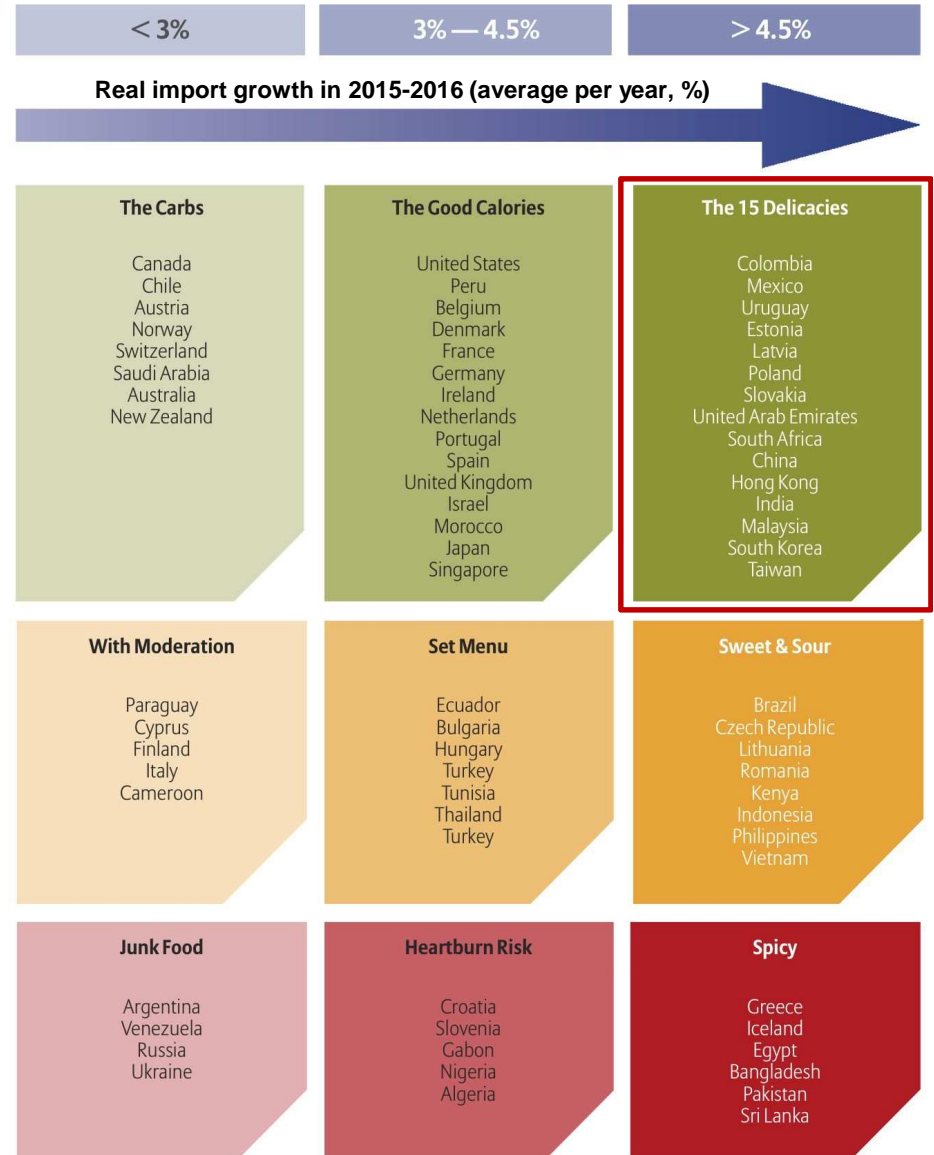 < 3%
3% — 4.5%
> 4.5%
Real import growth in 2015-2016 (average per year, %)
The Carbs
Canada
Chile
Austria
Norway
Switzerland
Saudi Arabia
Australia
New Zealand
The Good Calories
United States
Peru
Belgium
Denmark
France
Germany
Ireland
Netherlands
Portugal
Spain
United Kingdom
Israel
Morocco
Japan
Singapore
The 15 Delicacies
Colombia
Mexico
Uruguay
Estonia
Latvia
Poland
Slovakia
United Arab Emirates
South Africa
China
Hong Kong
India
Malaysia
South Korea
Taiwan
With Moderation
Paraguay
Cyprus
Finland
Italy
Cameroon
Set Menu
Ecuador
Bulgaria
Hungary
Turkey
Tunisia
Thailand
Turkey
Sweet & Sour
Brazil
Czech Republic
Lithuania
Romania
Kenya
Indonesia
Philippines
Vietnam
Junk Food
Argentina
Venezuela
Russia
Ukraine
Heartburn Risk
Croatia
Slovenia
Gabon
Nigeria
Algeria
Spicy
Greece
Iceland
Egypt
Bangladesh
Pakistan
Sri Lanka